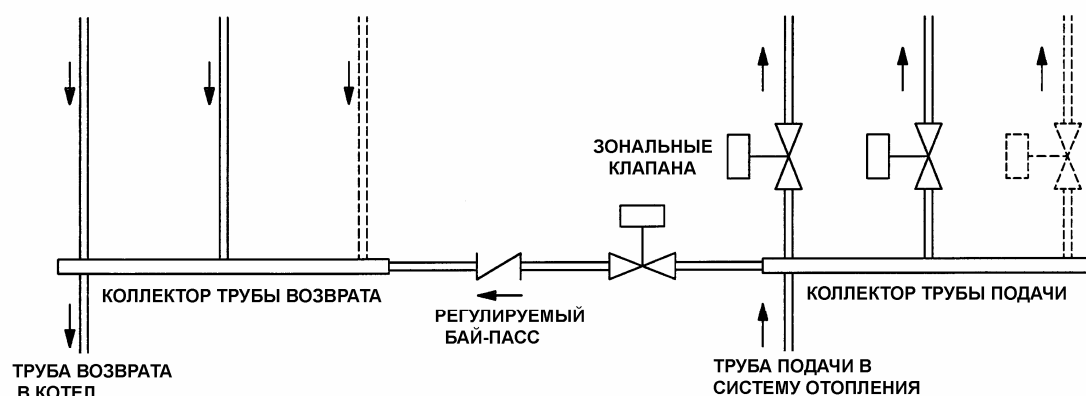 ЗОНАЛЬНЫЕ
КЛАПАНА
КОЛЛЕКТОР ТРУБЫ ВОЗВРАТА
КОЛЛЕКТОР ТРУБЫ ПОДАЧИ
РЕГУЛИРУЕМЫЙ
БАЙ-ПАСС
ТРУБА ВОЗВРАТА
В КОТЕЛ
ТРУБА ПОДАЧИ В
СИСТЕМУ ОТОПЛЕНИЯ